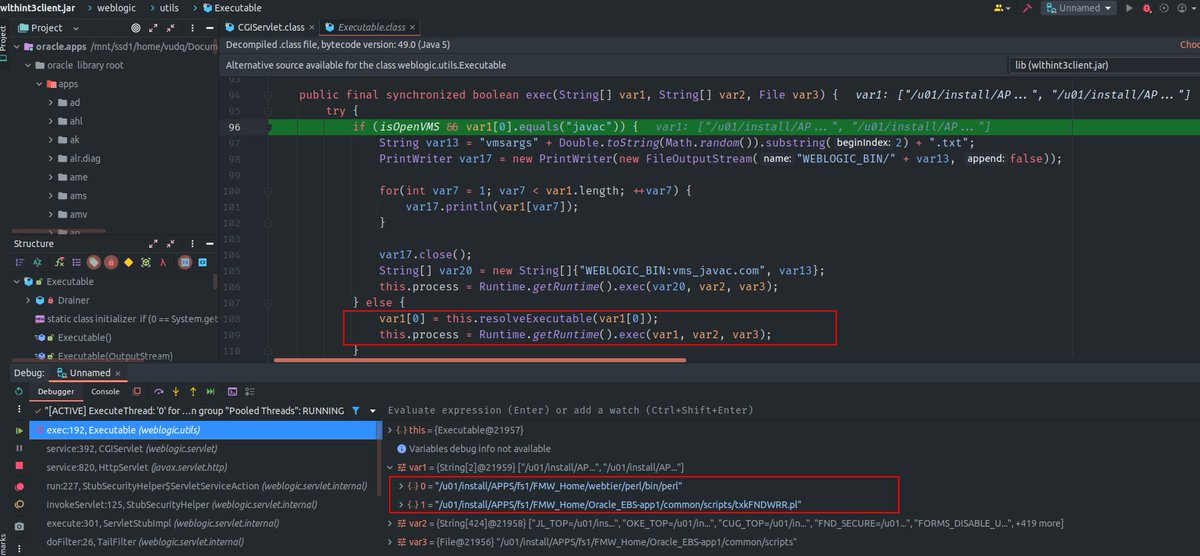 wlthint3client.jar weblogic utils Executable Unnamed
Project
Project
CGIServlet.class × Executable.class ×
oracle.apps /mnt/ssd1/home/vudq/Docum
oracle library root
apps
ad
ahl
ak
alr.diag
ame
ams
amv
Decompiled .class file, bytecode version: 49.0 (Java 5) Choo
Alternative source available for the class weblogic.utils.Executable lib (wlthint3client.jar)
93
94 public final synchronized boolean exec(String[] var1, String[] var2, File var3) { var1: ["/u01/install/AP...", "/u01/install/AP..."]
95 try {
96 if (isOpenVMS && var1[0].equals("javac")) { var1: ["/u01/install/AP...", "/u01/install/AP..."]
97 String var13 = "vmsargs" + Double.toString(Math.random()).substring( beginIndex: 2) + ".txt";
98 PrintWriter var17 = new PrintWriter(new FileOutputStream( name: "WEBLOGIC_BIN/" + var13, append: false));
99
100 for(int var7 = 1; var7 < var1.length; ++var7) {
101 var17.println(var1[var7]);
102 }
103
104 var17.close();
105 String[] var20 = new String[]{"WEBLOGIC_BIN:vms_javac.com", var13};
106 this.process = Runtime.getRuntime().exec(var20, var2, var3);
107 } else {
108 var1[0] = this.resolveExecutable(var1[0]);
109 this.process = Runtime.getRuntime().exec(var1, var2, var3);
110 }
Structure
Executable
Drainer
static class initializer if (0 == System.get
Executable()
Executable(OutputStream)
Debug: Unnamed ×
Debugger Console
"[ACTIVE] ExecuteThread: '0' for ...n group "Pooled Threads": RUNNING
exec:192, Executable (weblogic.utils)
service:392, CGIServlet (weblogic.servlet)
service:820, HttpServlet (javax.servlet.http)
run:227, StubSecurityHelper$ServletServiceAction (weblogic.servlet.internal)
invokeServlet:125, StubSecurityHelper (weblogic.servlet.internal)
execute:301, ServletStubImpl (weblogic.servlet.internal)
doFilter:26, TailFilter (weblogic.servlet.internal)
Evaluate expression (Enter) or add a watch (Ctrl+Shift+Enter)
this = {Executable@21957}
Variables debug info not available
var1 = {String[2]@21959} ["/u01/install/AP...", "/u01/install/AP..."]
0 = "/u01/install/APPS/fs1/FMW_Home/webtier/perl/bin/perl"
1 = "/u01/install/APPS/fs1/FMW_Home/Oracle_EBS-app1/common/scripts/txkFNDWRR.pl"
var2 = {String[424]@21958} ["JL_TOP=/u01/ins...", "OKE_TOP=/u01/in...", "CUG_TOP=/u01/in...", "FND_SECURE=/u01...", "FORMS_DISABLE_U...", +419 more]
var3 = {File@21956} "/u01/install/APPS/fs1/FMW_Home/Oracle_EBS-app1/common/scripts"